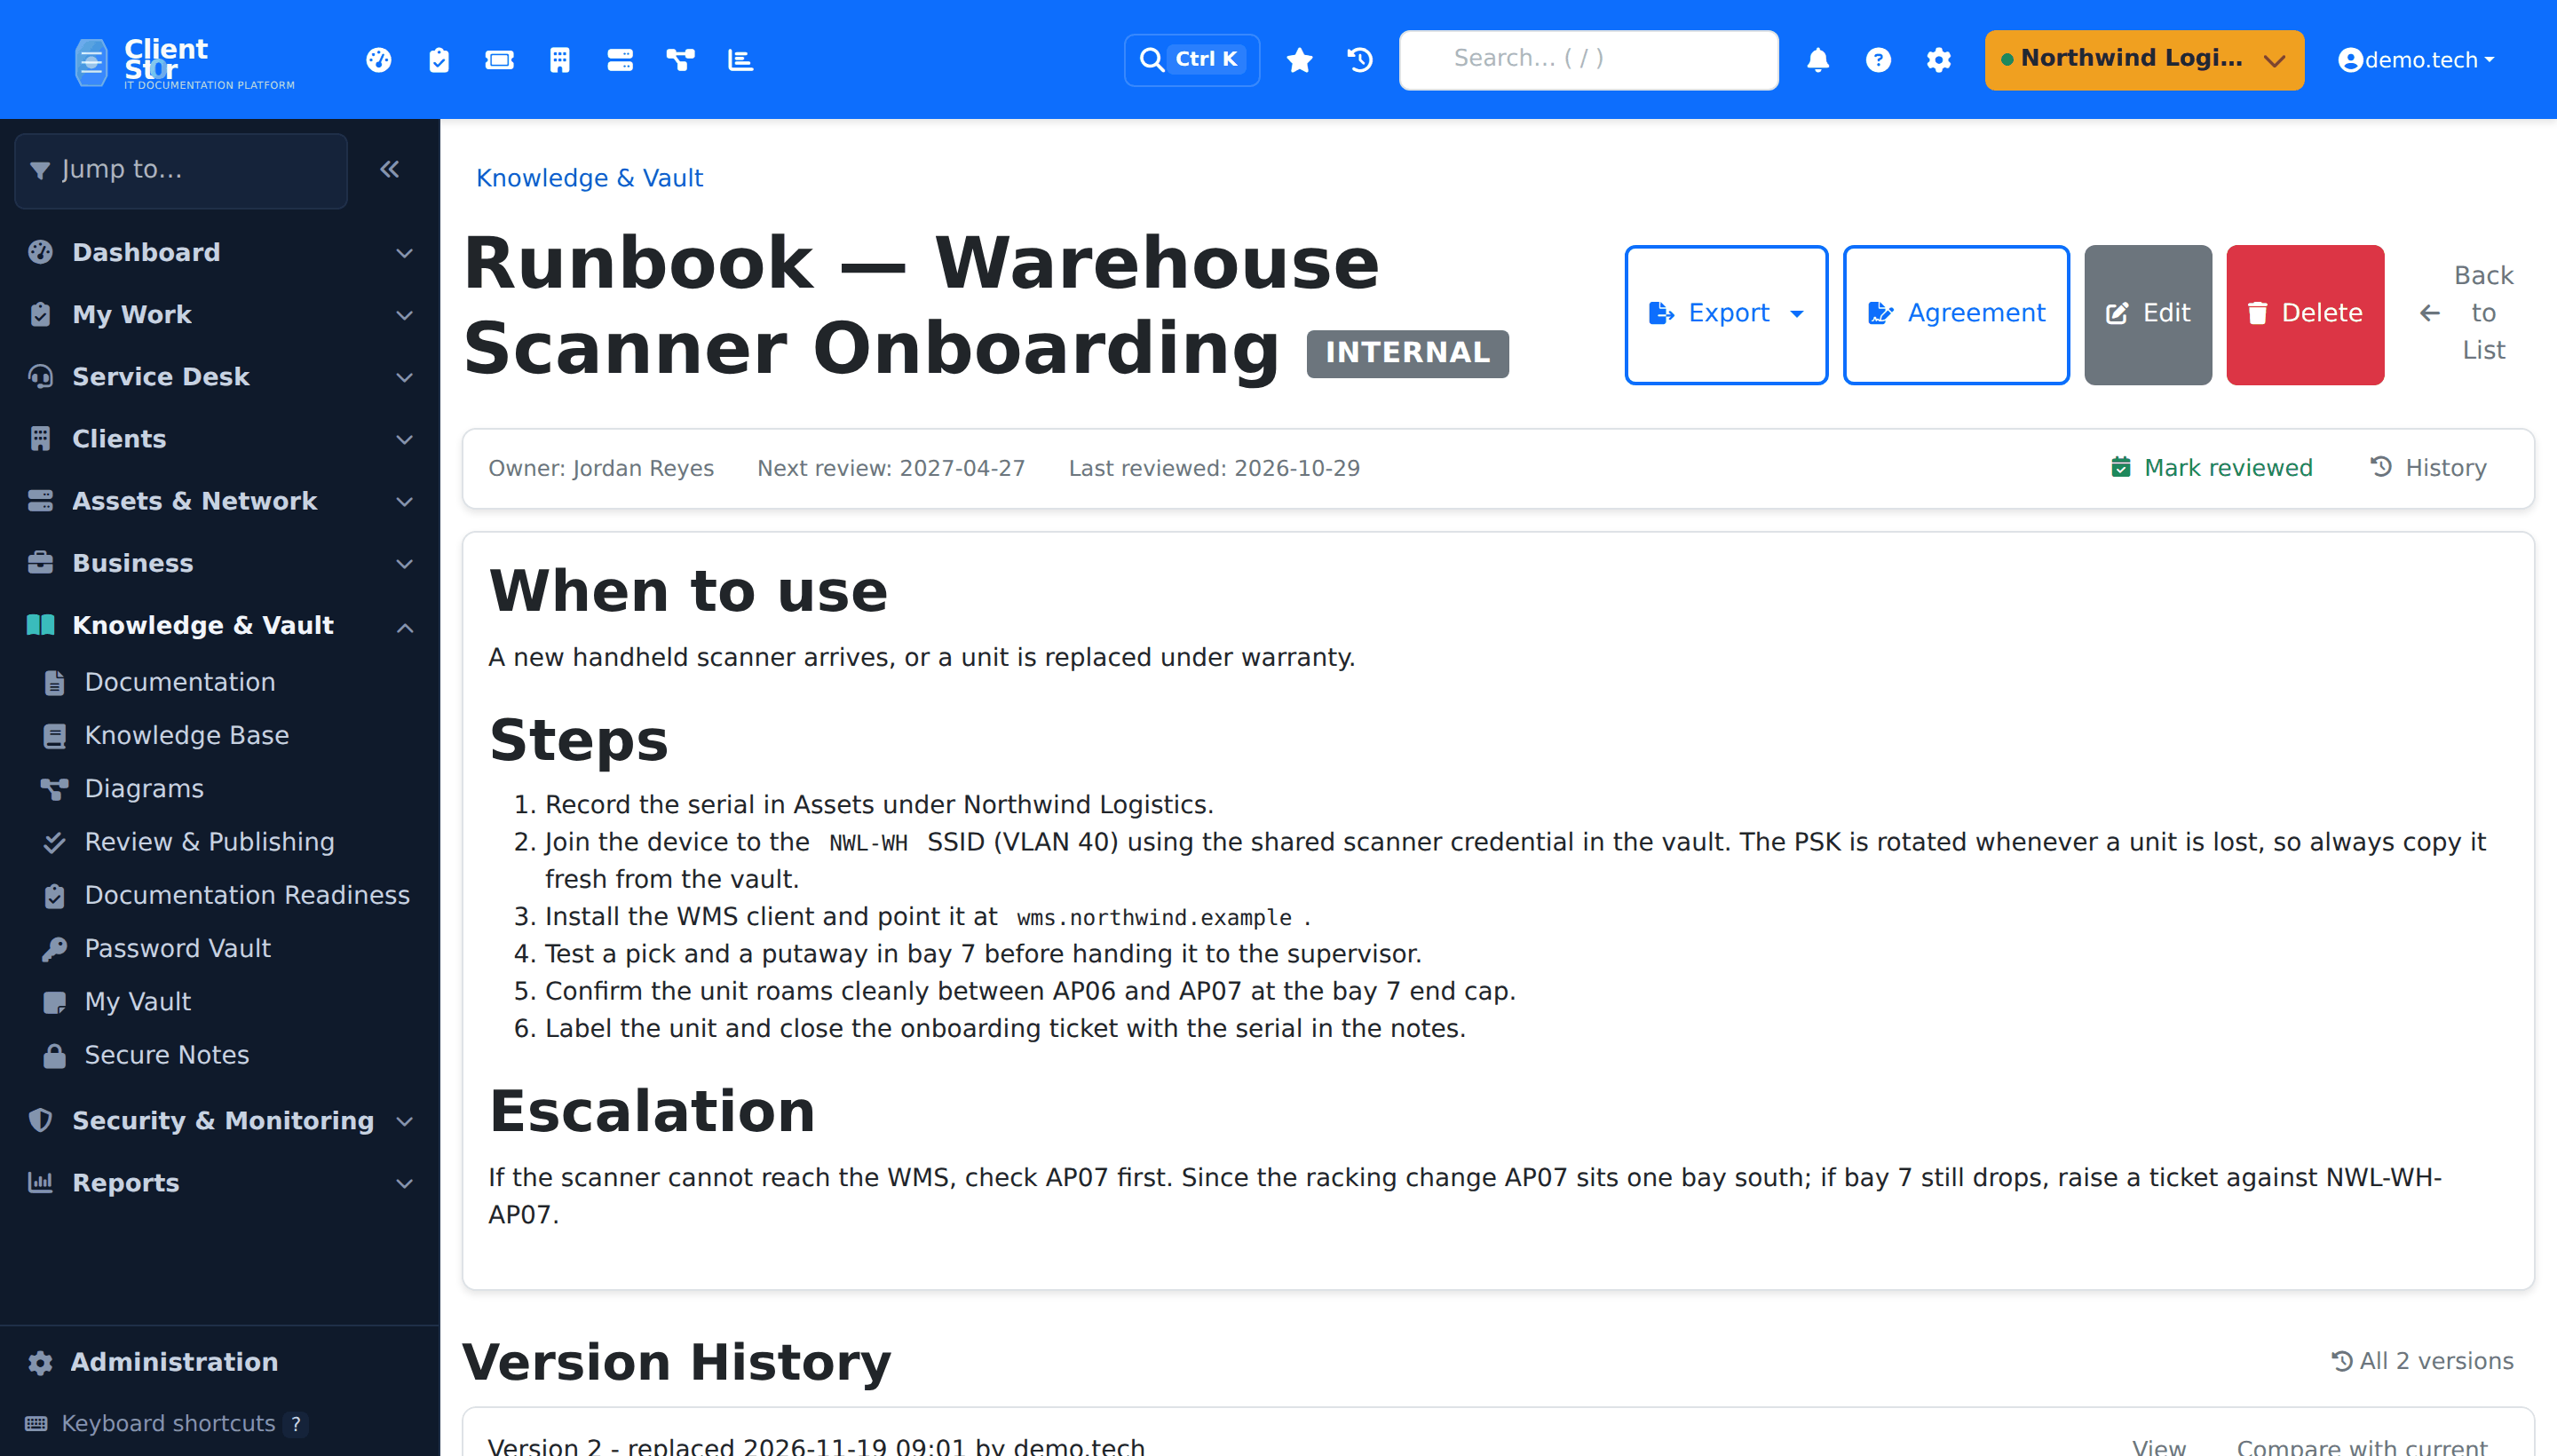 Client
St0r
IT DOCUMENTATION PLATFORM
Ctrl K
Search... ( / )
Northwind Logi...
demo.tech
Jump to...
Dashboard
My Work
Service Desk
Clients
Assets & Network
Business
Knowledge & Vault
Documentation
Knowledge Base
Diagrams
Review & Publishing
Documentation Readiness
Password Vault
My Vault
Secure Notes
Security & Monitoring
Reports
Administration
Keyboard shortcuts ?
Knowledge & Vault
Runbook — Warehouse
Scanner Onboarding INTERNAL
Export
Agreement
Edit
Delete
Back
to
List
Owner: Jordan Reyes Next review: 2027-04-27 Last reviewed: 2026-10-29
Mark reviewed
History
When to use
A new handheld scanner arrives, or a unit is replaced under warranty.
Steps
1. Record the serial in Assets under Northwind Logistics.
2. Join the device to the NWL-WH SSID (VLAN 40) using the shared scanner credential in the vault. The PSK is rotated whenever a unit is lost, so always copy it
fresh from the vault.
3. Install the WMS client and point it at wms.northwind.example .
4. Test a pick and a putaway in bay 7 before handing it to the supervisor.
5. Confirm the unit roams cleanly between AP06 and AP07 at the bay 7 end cap.
6. Label the unit and close the onboarding ticket with the serial in the notes.
Escalation
If the scanner cannot reach the WMS, check AP07 first. Since the racking change AP07 sits one bay south; if bay 7 still drops, raise a ticket against NWL-WH-
AP07.
Version History
All 2 versions
Version 2 - replaced 2026-11-19 09:01 by demo.tech
View
Compare with current